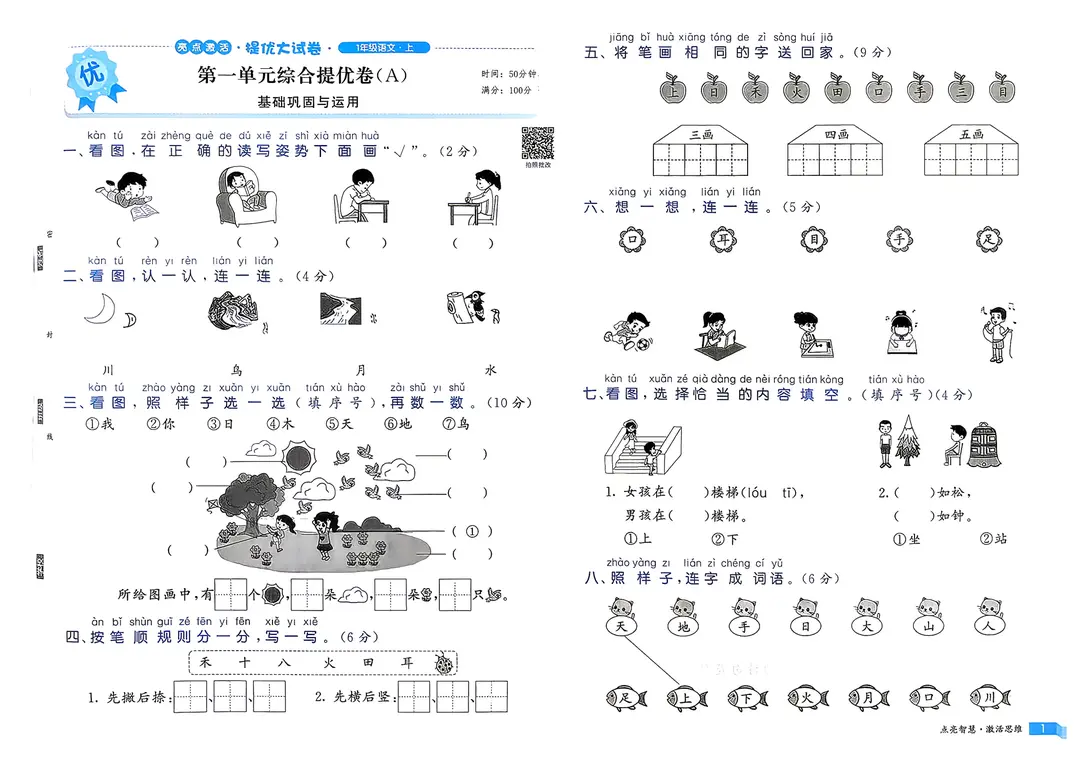 亮点激活·提优大试卷·1年级语文·上
优
第一单元综合提优卷(A)
基础巩固与运用
时间:50分钟
满分:100分
拍照批改
kàn tú zài zhèng què de dú xiě zī shì xià miàn huà
一、看图,在正确的读写姿势下面画“√”。(2分)
( ) ( ) ( ) ( )
kàn tú rèn yi rèn lián yi lián
二、看图,认一认,连一连。(4分)
川 鸟 月 水
kàn tú zhào yàng zi xuǎn yi xuǎn tián xù hào zài shǔ yi shǔ
三、看图,照样子选一选(填序号),再数一数。(10分)
①我 ②你 ③日 ④木 ⑤天 ⑥地 ⑦鸟
( ) ( )
( ) ( )
( ① )
( ) ( )
所给图画中,有 个 , 朵 , 朵 , 只 。
àn bǐ shùn guī zé fēn yi fēn xiě yi xiě
四、按笔顺规则分一分,写一写。(6分)
禾 十 八 火 田 耳
1. 先撇后捺: 、 、 2. 先横后竖: 、 、
密
封
线
jiāng bǐ huà xiāng tóng de zì sòng huí jiā
五、将笔画相同的字送回家。(9分)
上 日 禾 火 田 口 手 三 目
三画 四画 五画
xiǎng yi xiǎng lián yi lián
六、想一想,连一连。(5分)
口 耳 目 手 足
kàn tú xuǎn zé qià dàng de nèi róng tián kòng tián xù hào
七、看图,选择恰当的内容填空。(填序号)(4分)
1. 女孩在( )楼梯(lóu tī), 2. ( )如松,
男孩在( )楼梯。 ( )如钟。
①上 ②下 ①坐 ②站
zhào yàng zi lián zì chéng cí yǔ
八、照样子,连字成词语。(6分)
天 地 手 日 大 山 人
足 上 下 火 月 口 川
点亮智慧·激活思维 1